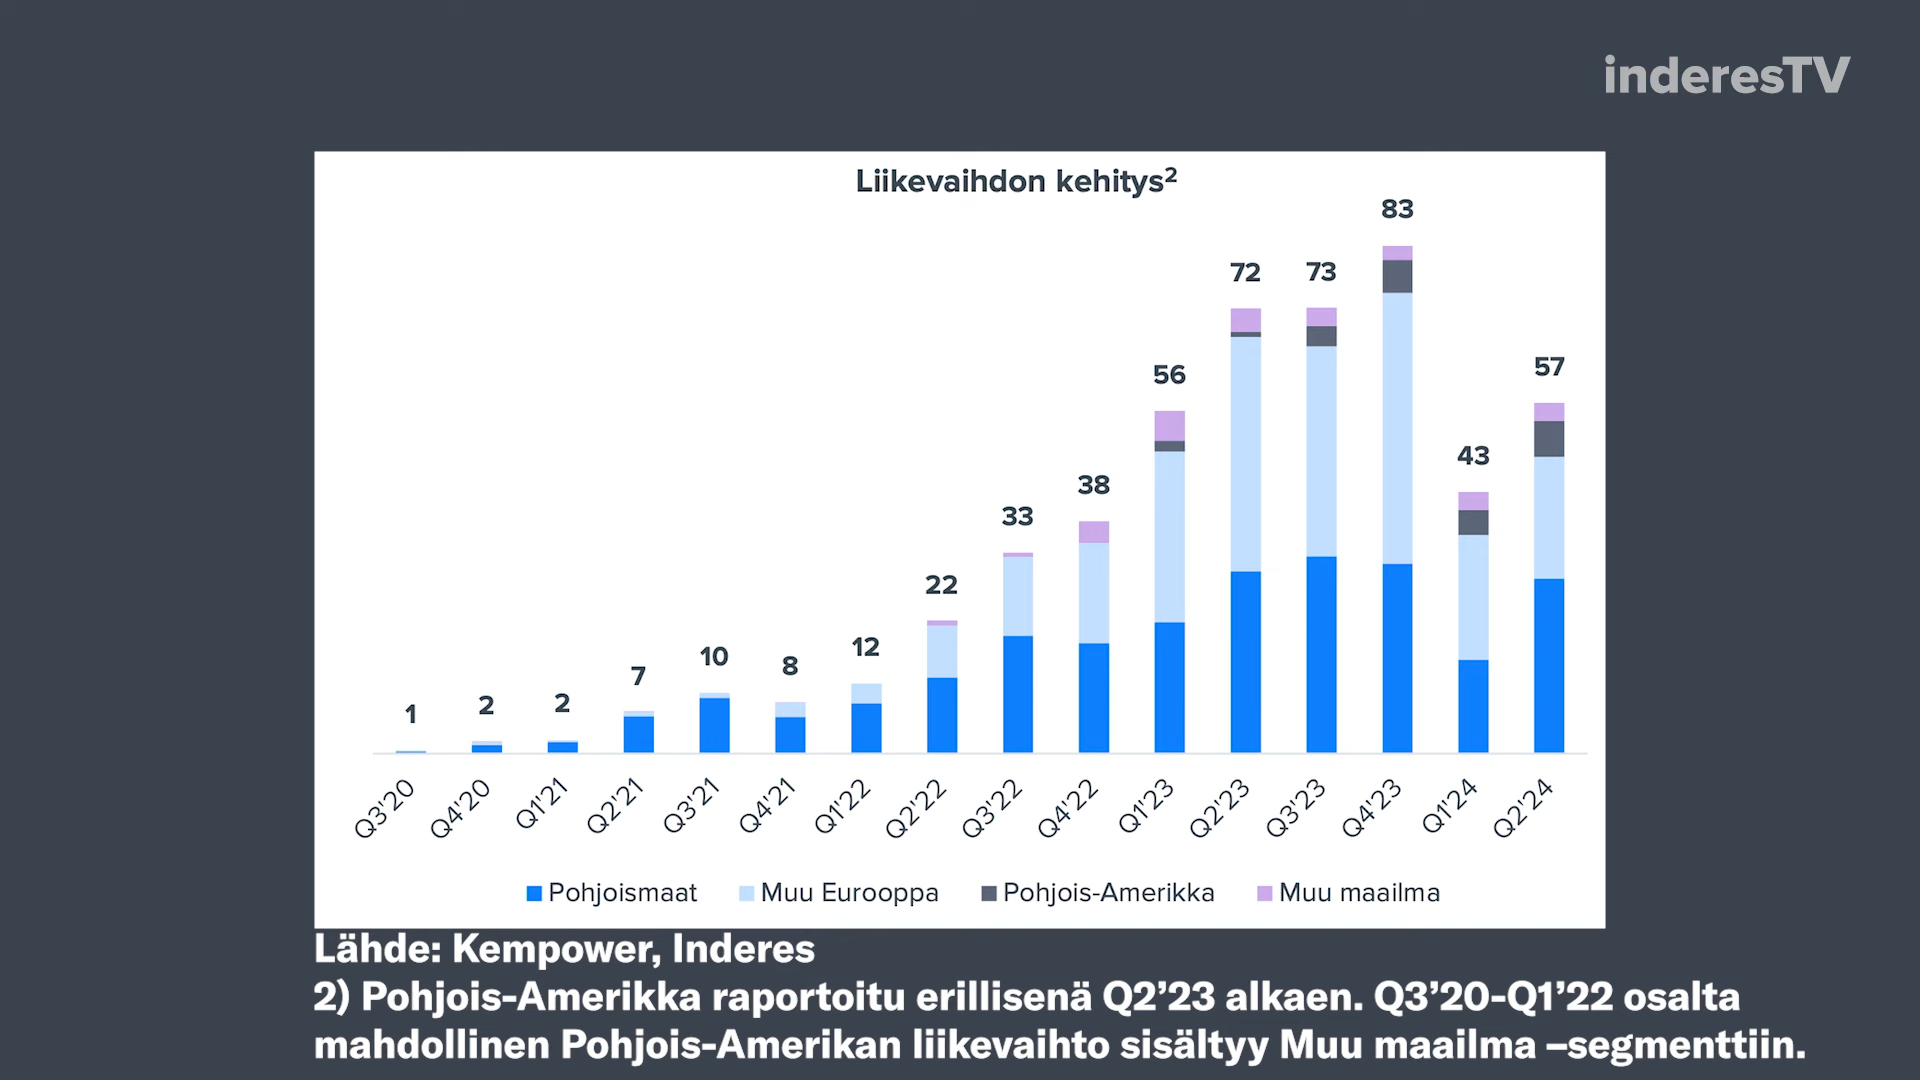 inderesTV
Liikevaihdon kehitys²
83
72
73
56
57
43
38
33
22
12
10
8
7
2
2
1
Q3'20
Q4'20
Q1'21
Q2'21
Q3'21
Q4'21
Q1'22
Q2'22
Q3'22
Q4'22
Q1'23
Q2'23
Q3'23
Q4'23
Q1'24
Q2'24
Pohjoismaat
Muu Eurooppa
Pohjois-Amerikka
Muu maailma
Lähde: Kempower, Inderes
2) Pohjois-Amerikka raportoitu erillisenä Q2’23 alkaen. Q3’20-Q1’22 osalta
mahdollinen Pohjois-Amerikan liikevaihto sisältyy Muu maailma –segmenttiin.